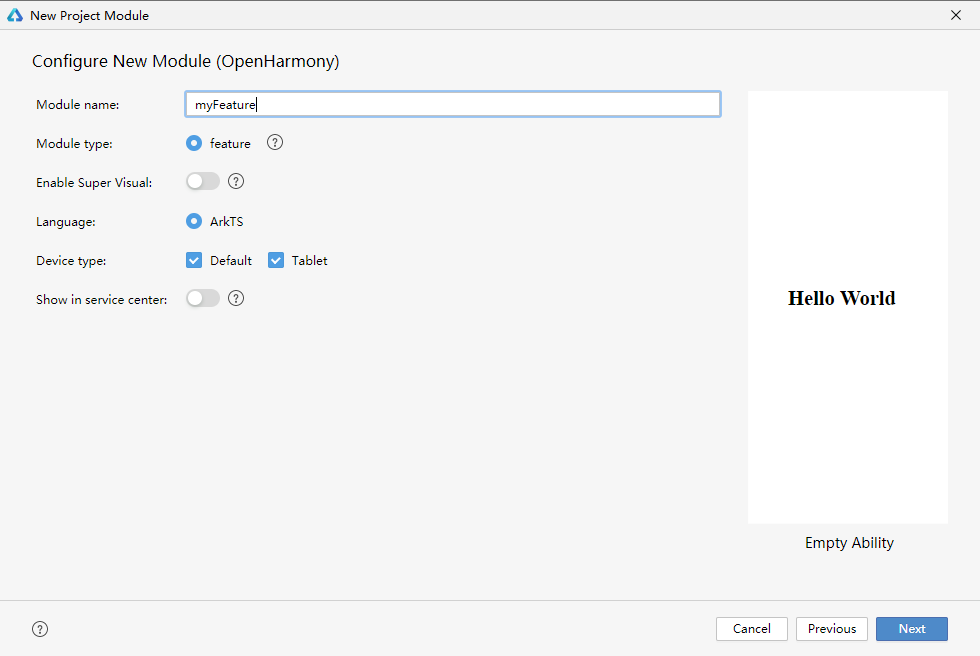 New Project Module
Configure New Module (OpenHarmony)
Module name: myFeature
Module type: feature ?
Enable Super Visual: ?
Language: ArkTS
Device type: Default Tablet
Show in service center: ?
Hello World
Empty Ability
? Cancel Previous Next